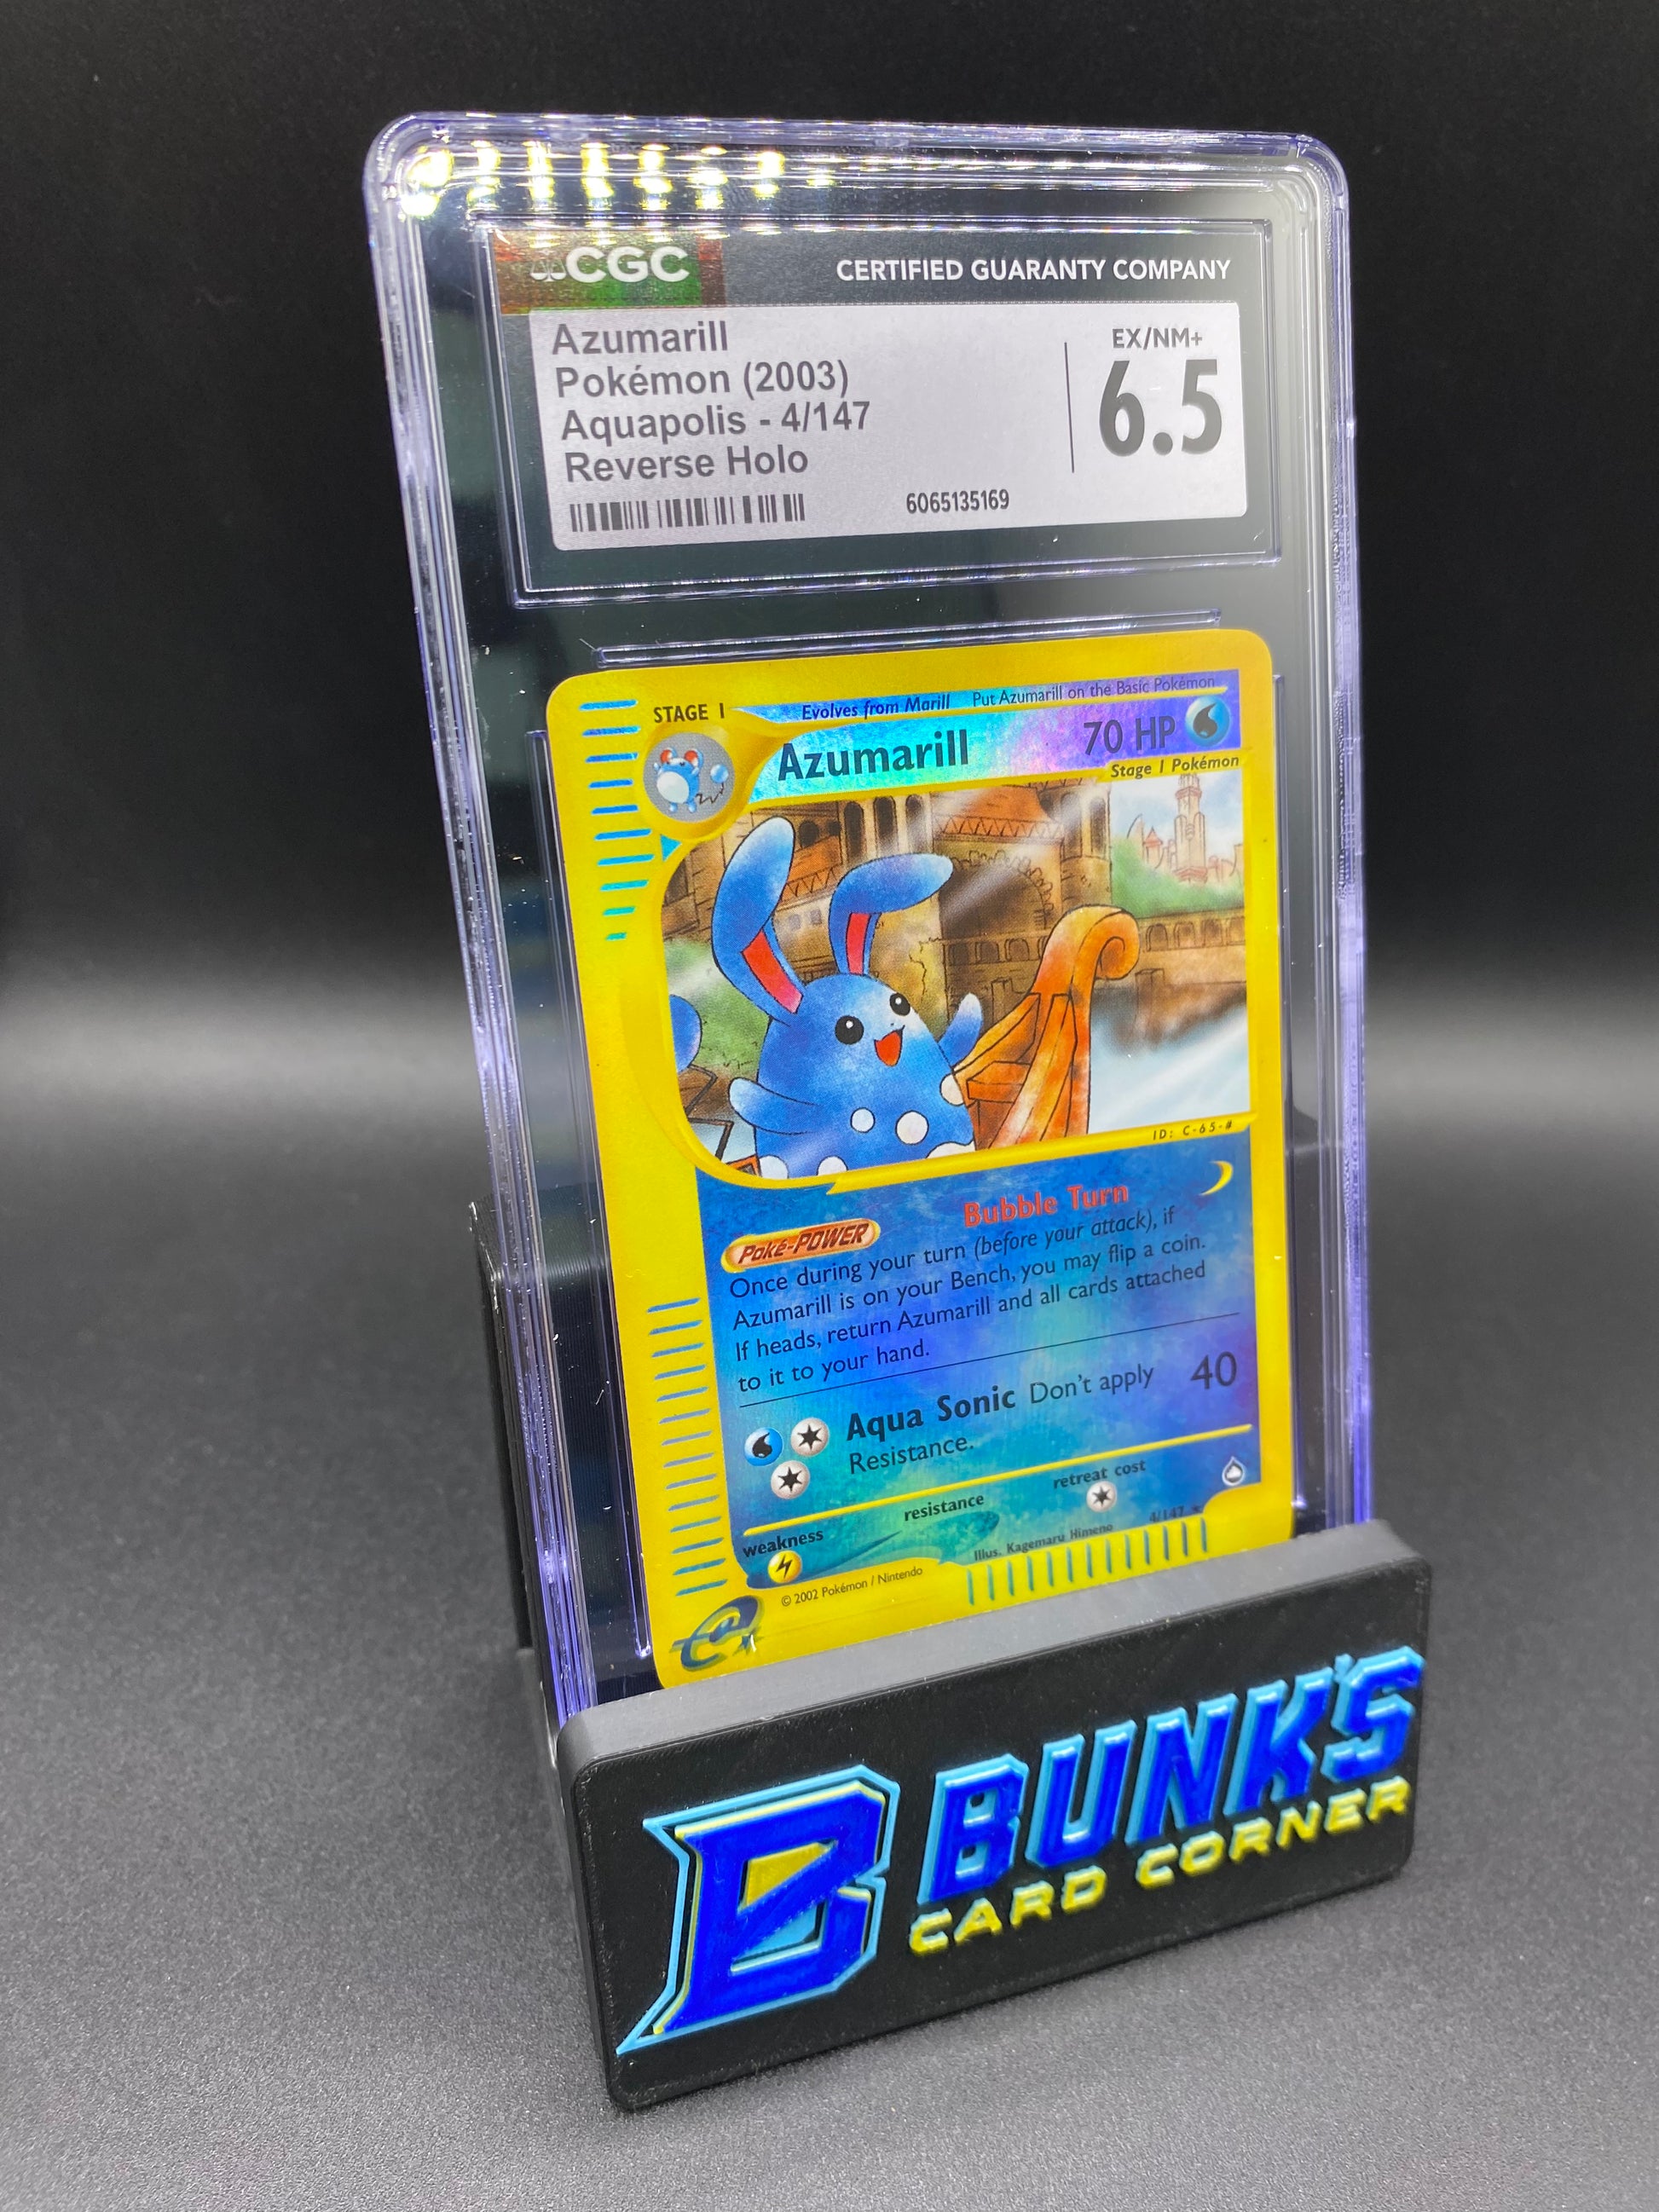 CGC
CERTIFIED GUARANTY COMPANY
Azumarill
Pokémon (2003)
Aquapolis - 4/147
Reverse Holo
EX/NM+
6.5
6065135169
STAGE 1
Evolves from Marill
Put Azumarill on the Basic Pokémon
Azumarill
70 HP
Stage 1 Pokémon
ID: C-65-#
Poké-POWER
Bubble Turn
Once during your turn (before your attack), if
Azumarill is on your Bench, you may flip a coin.
If heads, return Azumarill and all cards attached
to it to your hand.
Aqua Sonic Don't apply 40
Resistance.
weakness
resistance
retreat cost
Illus. Kagemaru Himeno
4/147
© 2002 Pokémon / Nintendo
e
B
BUNK'S
CARD CORNER